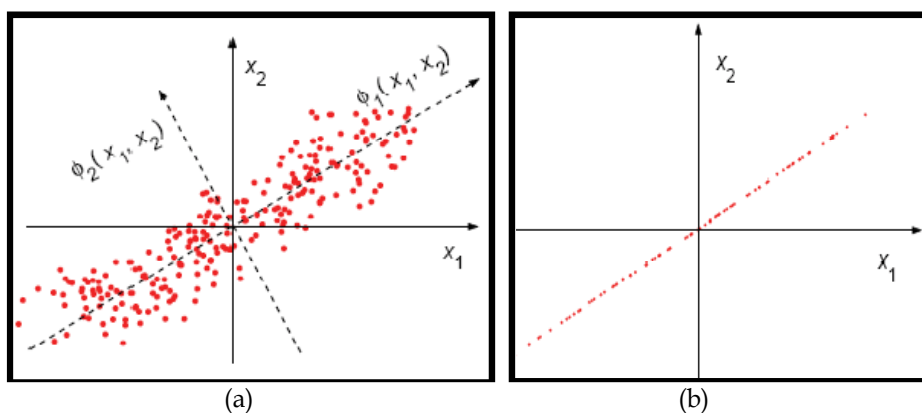 x₂
ϕ₁(x₁, x₂)
ϕ₂(x₁, x₂)
x₁
(a)
x₂
x₁
(b)